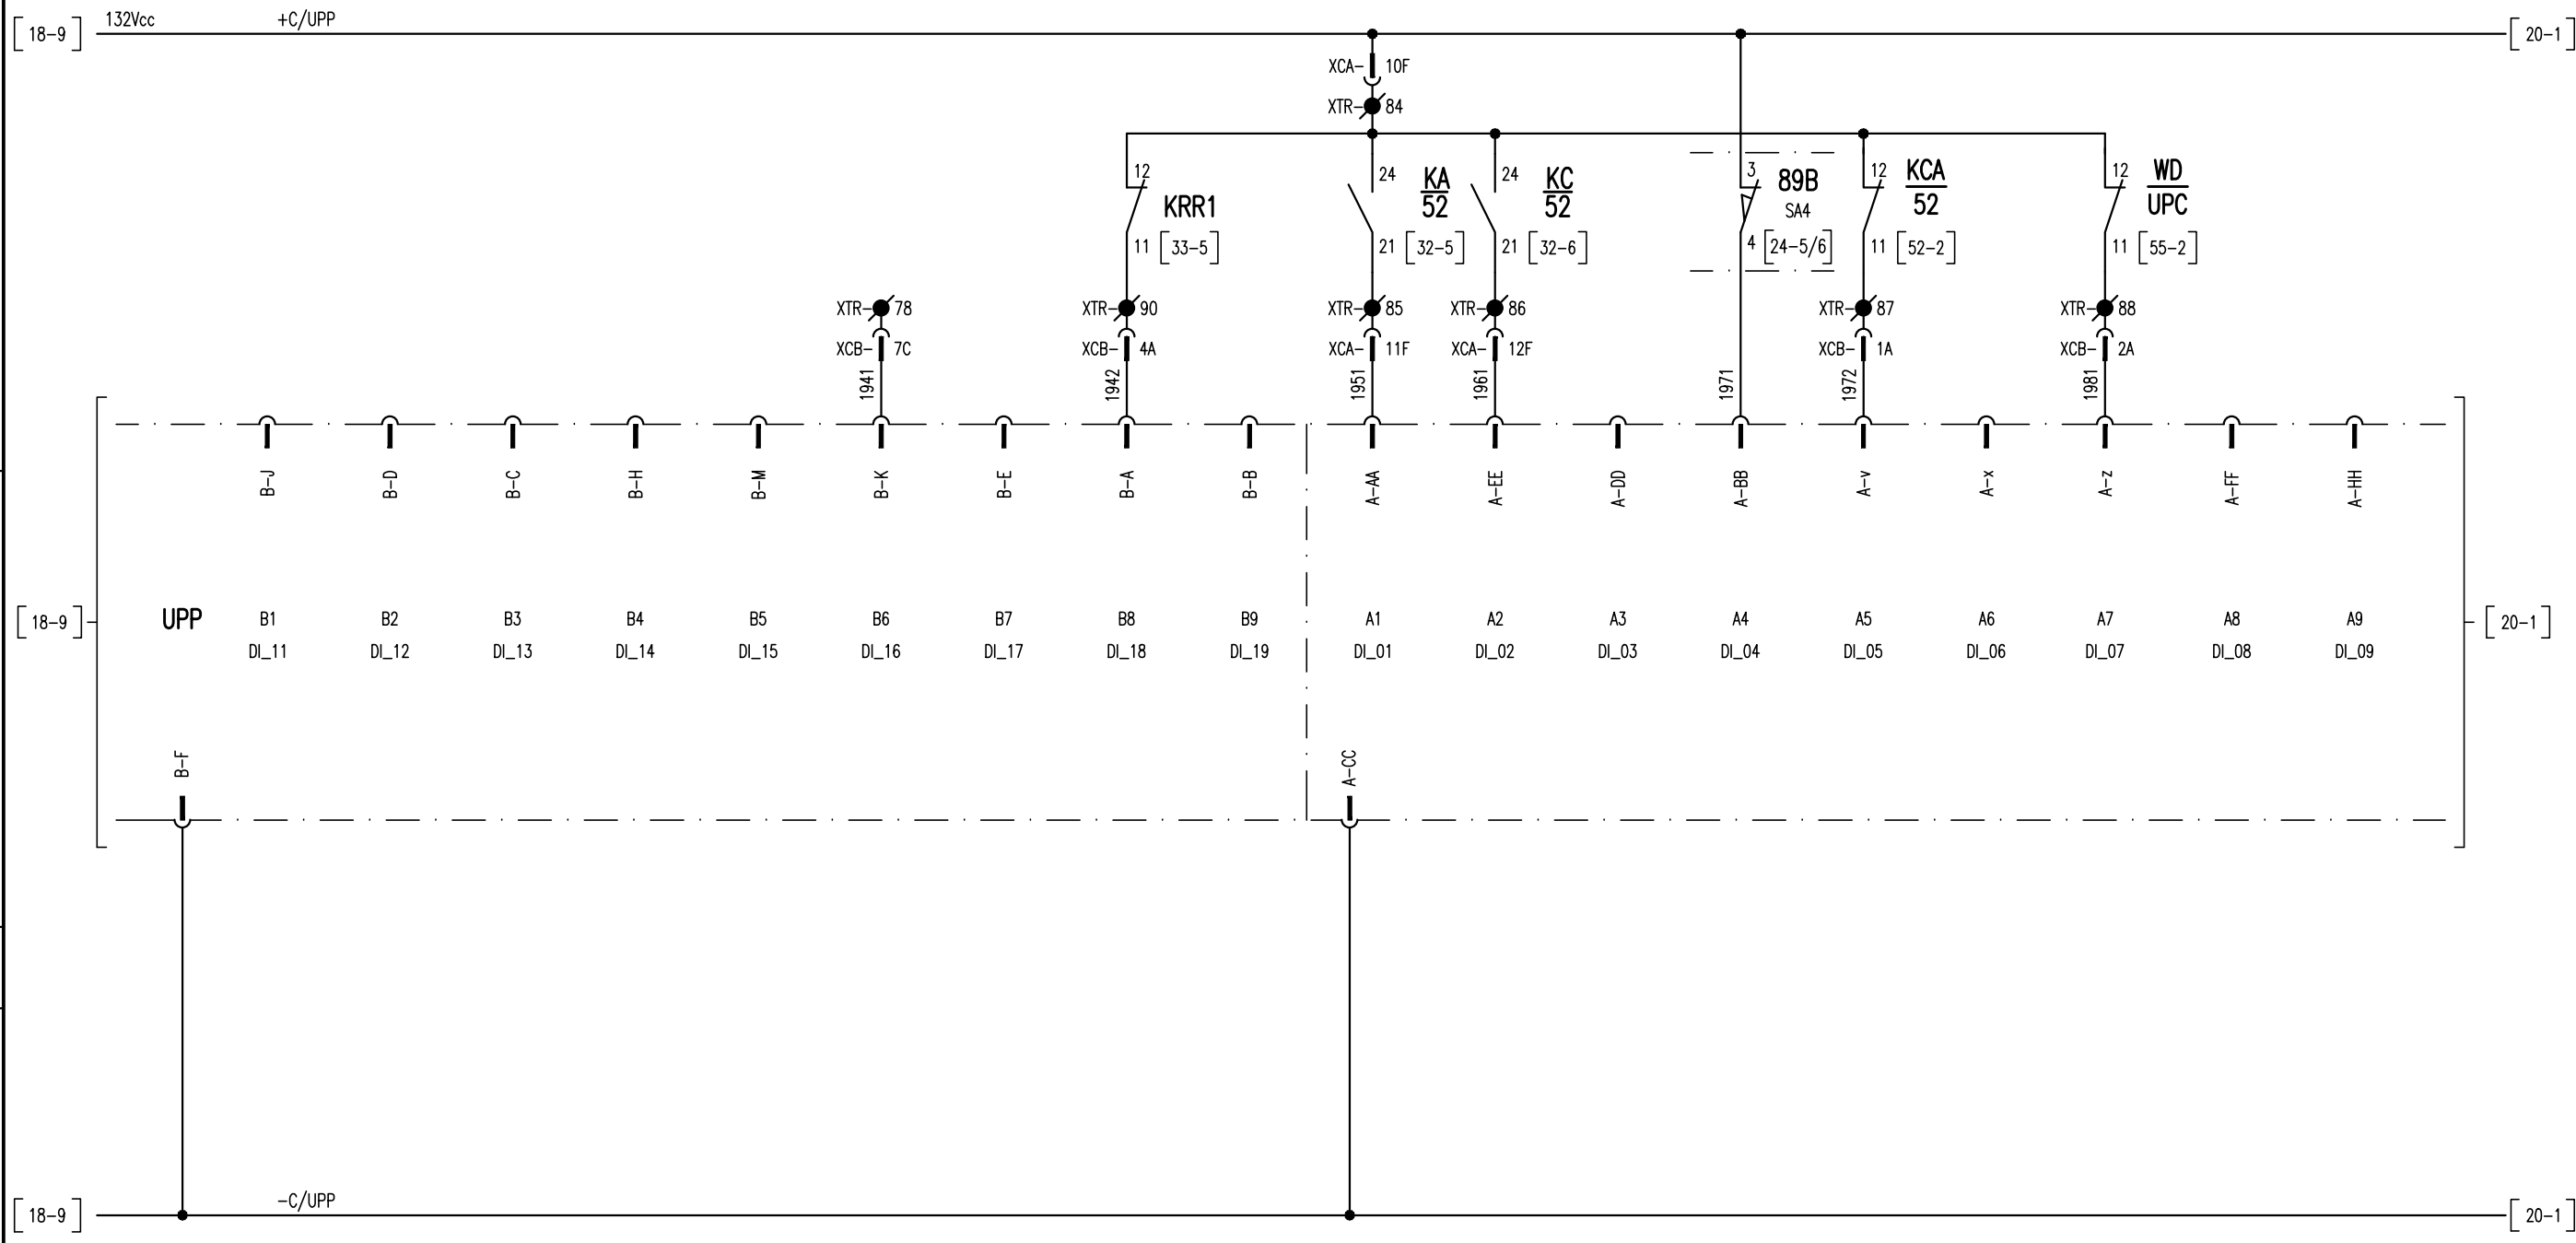 132Vcc +C/UPP
[18-9] [20-1]
XCA- 10F
XTR- 84
12 24 KA 24 KC 3 89B 12 KCA 12 WD
KRR1 52 52 SA4 52 UPC
11 [33-5] 21 [32-5] 21 [32-6] 4 [24-5/6] 11 [52-2] 11 [55-2]
XTR- 78 XTR- 90 XTR- 85 XTR- 86 XTR- 87 XTR- 88
XCB- 7C XCB- 4A XCA- 11F XCA- 12F XCB- 1A XCB- 2A
1941 1942 1951 1961 1971 1972 1981
B-J B-D B-C B-H B-M B-K B-E B-A B-B A-AA A-EE A-DD A-BB A-v A-x A-z A-FF A-HH
[18-9] UPP B1 B2 B3 B4 B5 B6 B7 B8 B9 A1 A2 A3 A4 A5 A6 A7 A8 A9 [20-1]
DI_11 DI_12 DI_13 DI_14 DI_15 DI_16 DI_17 DI_18 DI_19 DI_01 DI_02 DI_03 DI_04 DI_05 DI_06 DI_07 DI_08 DI_09
B-F A-CC
-C/UPP
[18-9] [20-1]